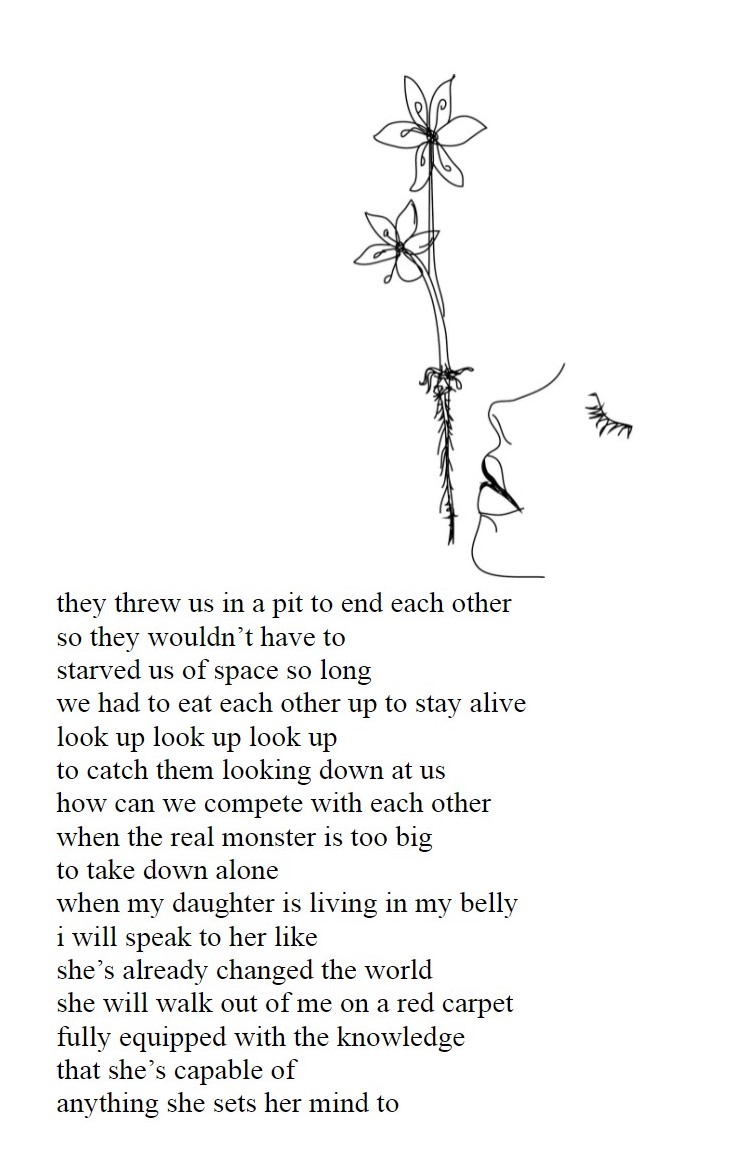 they threw us in a pit to end each other
so they wouldn’t have to
starved us of space so long
we had to eat each other up to stay alive
look up look up look up
to catch them looking down at us
how can we compete with each other
when the real monster is too big
to take down alone
when my daughter is living in my belly
i will speak to her like
she’s already changed the world
she will walk out of me on a red carpet
fully equipped with the knowledge
that she’s capable of
anything she sets her mind to